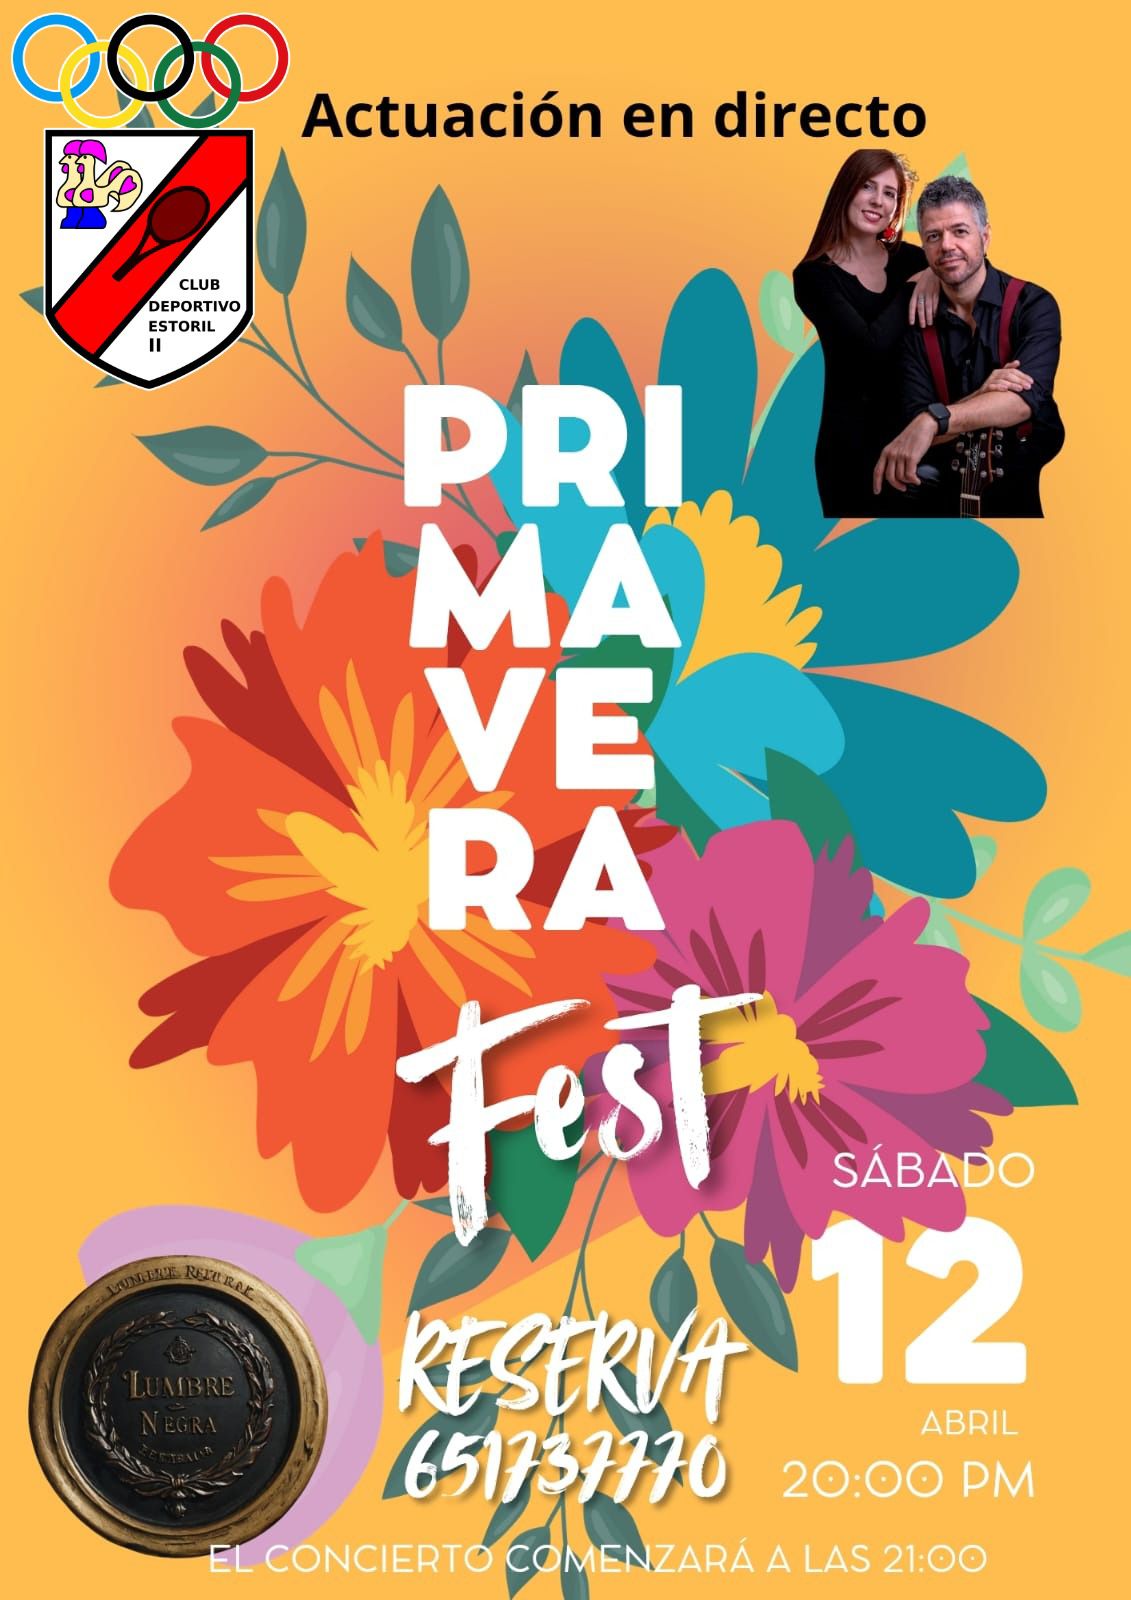 Actuación en directo
CLUB
DEPORTIVO
ESTORIL
II
PRI
MA
VE
RA
Fest
SÁBADO
12
ABRIL
20:00 PM
RESERVA
651737770
LUMBRE
NEGRA
EL CONCIERTO COMENZARÁ A LAS 21:00